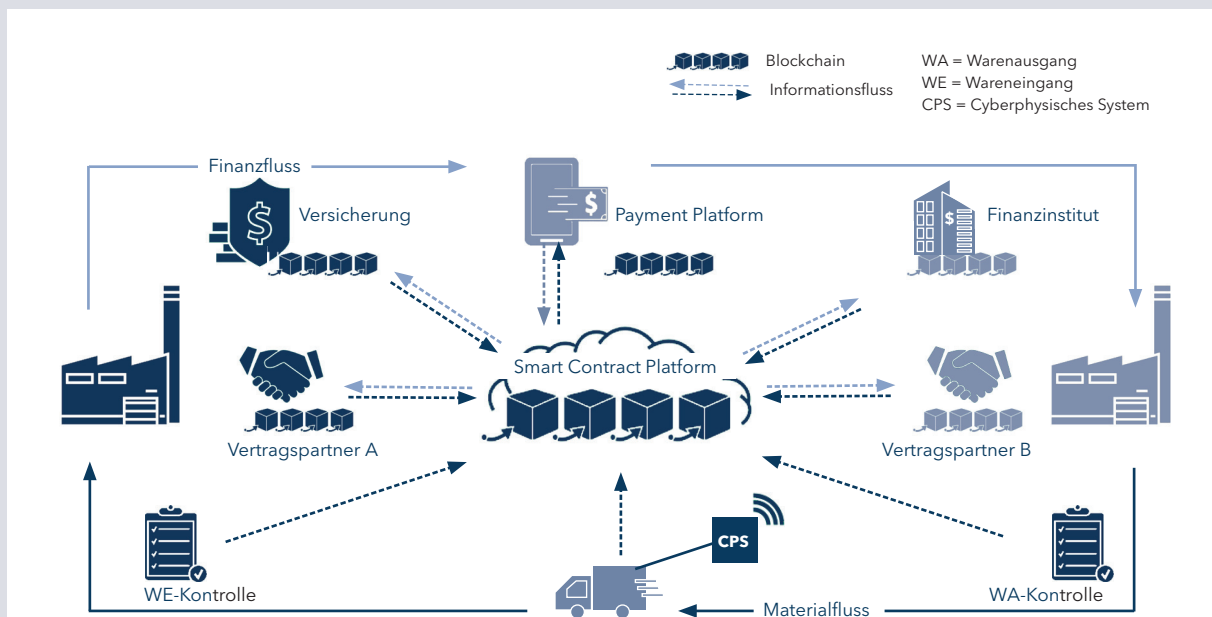 Blockchain
Informationsfluss
WA = Warenausgang
WE = Wareneingang
CPS = Cyberphysisches System
Finanzfluss
$
Versicherung
$
Payment Platform
$
Finanzinstitut
Smart Contract Platform
Vertragspartner A
Vertragspartner B
CPS
WE-Kontrolle
Materialfluss
WA-Kontrolle